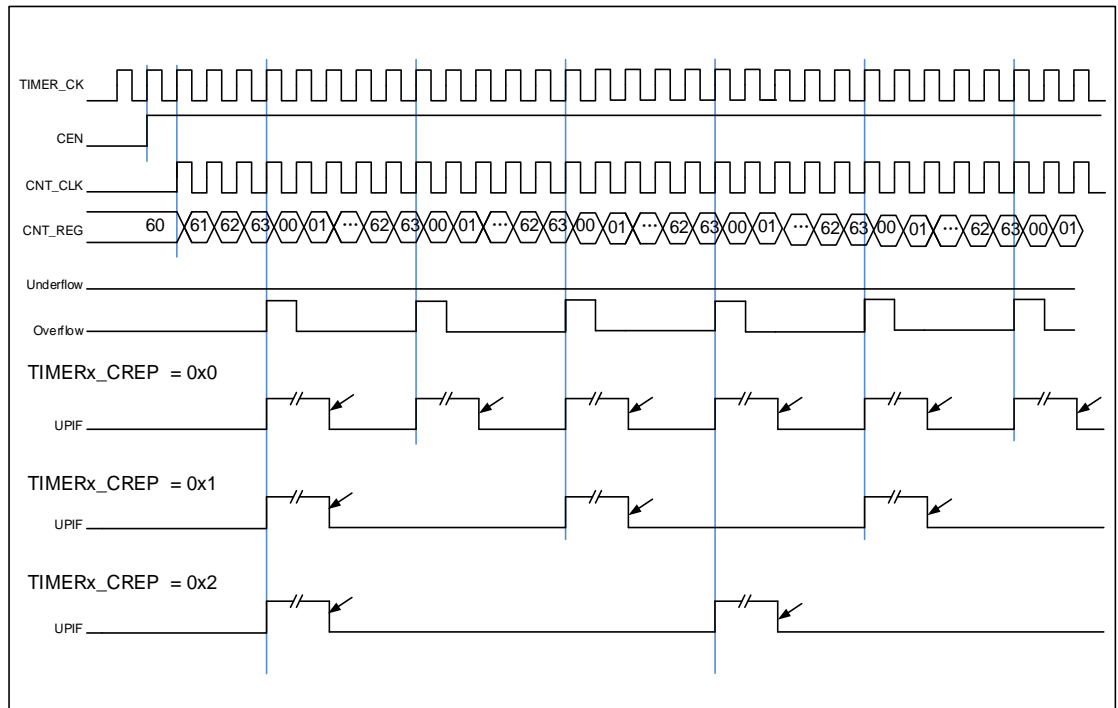 TIMER_CK
CEN
CNT_CLK
CNT_REG 60 61 62 63 00 01 ... 62 63 00 01 ... 62 63 00 01 ... 62 63 00 01 ... 62 63 00 01 ... 62 63 00 01
Underflow
Overflow
TIMERx_CREP = 0x0
UPIF
TIMERx_CREP = 0x1
UPIF
TIMERx_CREP = 0x2
UPIF